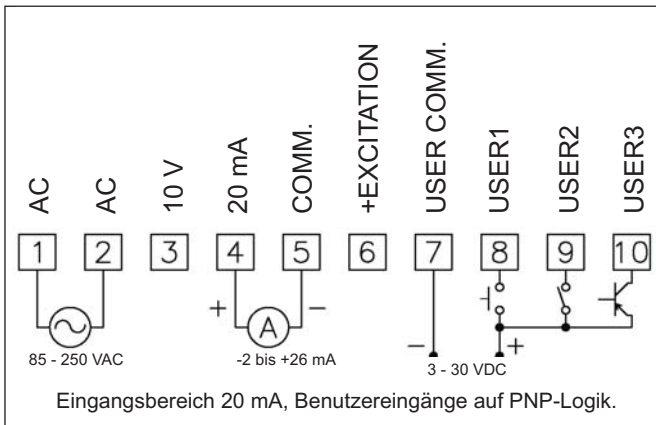 AC
AC
10 V
20 mA
COMM.
+EXCITATION
USER COMM.
USER1
USER2
USER3
1
2
3
4
5
6
7
8
9
10
+
A
−
−
+
85 - 250 VAC
-2 bis +26 mA
3 - 30 VDC
Eingangsbereich 20 mA, Benutzereingänge auf PNP-Logik.